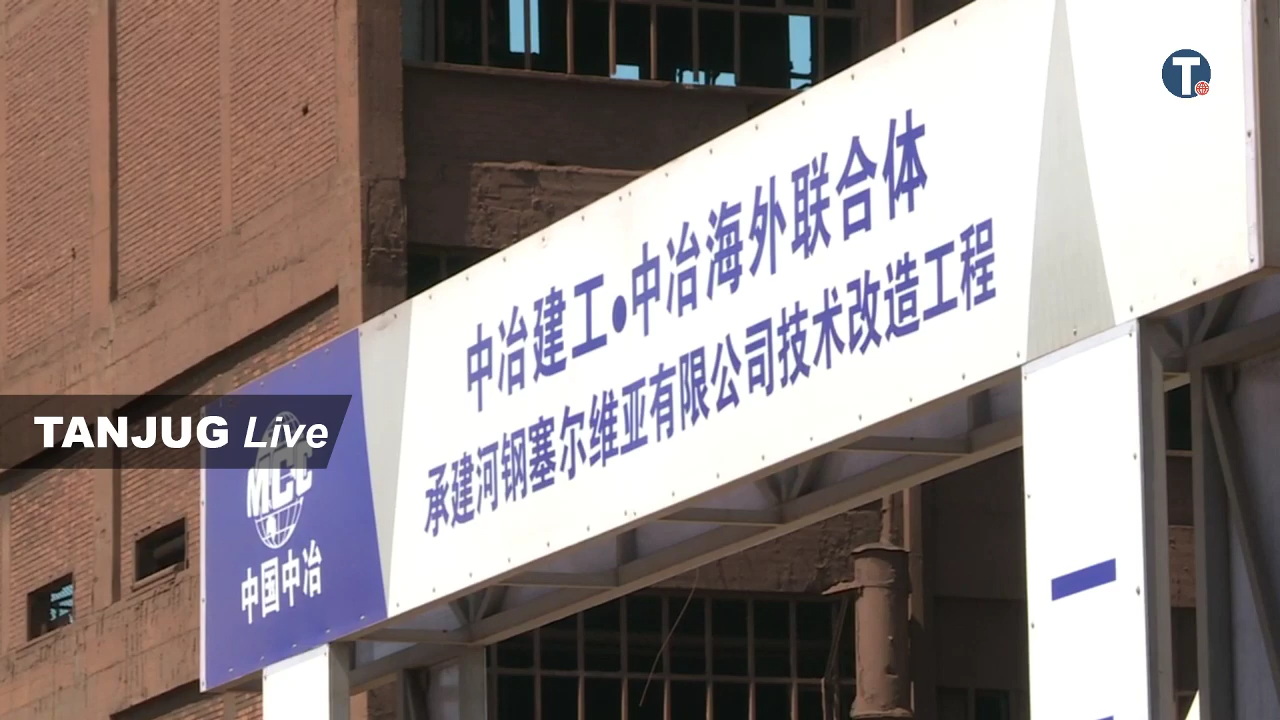 T
中冶建工•中冶海外联合体
承建河钢塞尔维亚有限公司技术改造工程
TANJUG Live
MCC
中国中冶